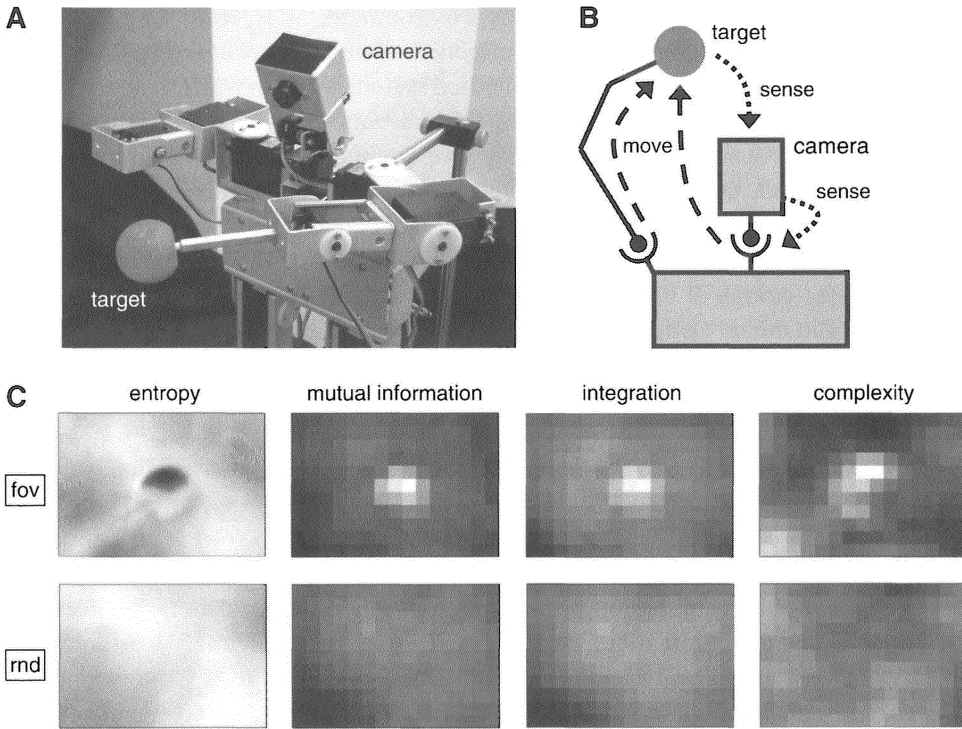 A
camera
target
B
target
sense
move
camera
sense
C
entropy
mutual information
integration
complexity
fov
rnd